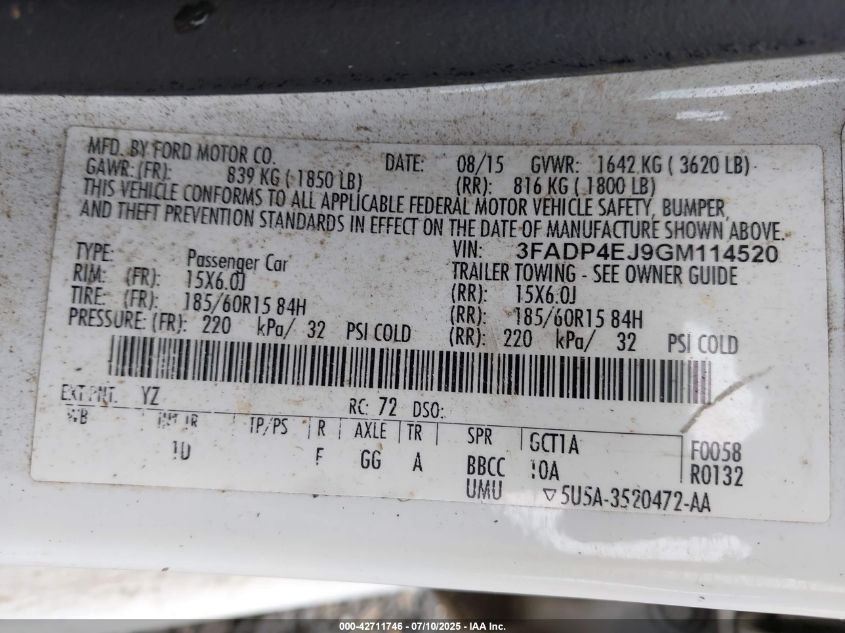 MFD. BY FORD MOTOR CO. DATE: 08/15 GVWR: 1642 KG ( 3620 LB)
GAWR: (FR): 839 KG ( 1850 LB) (RR): 816 KG ( 1800 LB)
THIS VEHICLE CONFORMS TO ALL APPLICABLE FEDERAL MOTOR VEHICLE SAFETY, BUMPER,
AND THEFT PREVENTION STANDARDS IN EFFECT ON THE DATE OF MANUFACTURE SHOWN ABOVE.
VIN: 3FADP4EJ9GM114520
TYPE: Passenger Car TRAILER TOWING - SEE OWNER GUIDE
RIM: (FR): 15X6.0J (RR): 15X6.0J
TIRE: (FR): 185/60R15 84H (RR): 185/60R15 84H
PRESSURE: (FR): 220 kPa/ 32 PSI COLD (RR): 220 kPa/ 32 PSI COLD
EXT PNT: YZ RC: 72 DSO:
WB INT TR TP/PS R AXLE TR SPR GCT1A F0058
1D F GG A BBCC 10A R0132
UMU ▽5U5A-3520472-AA
000-42711746 - 07/10/2025 - IAA Inc.